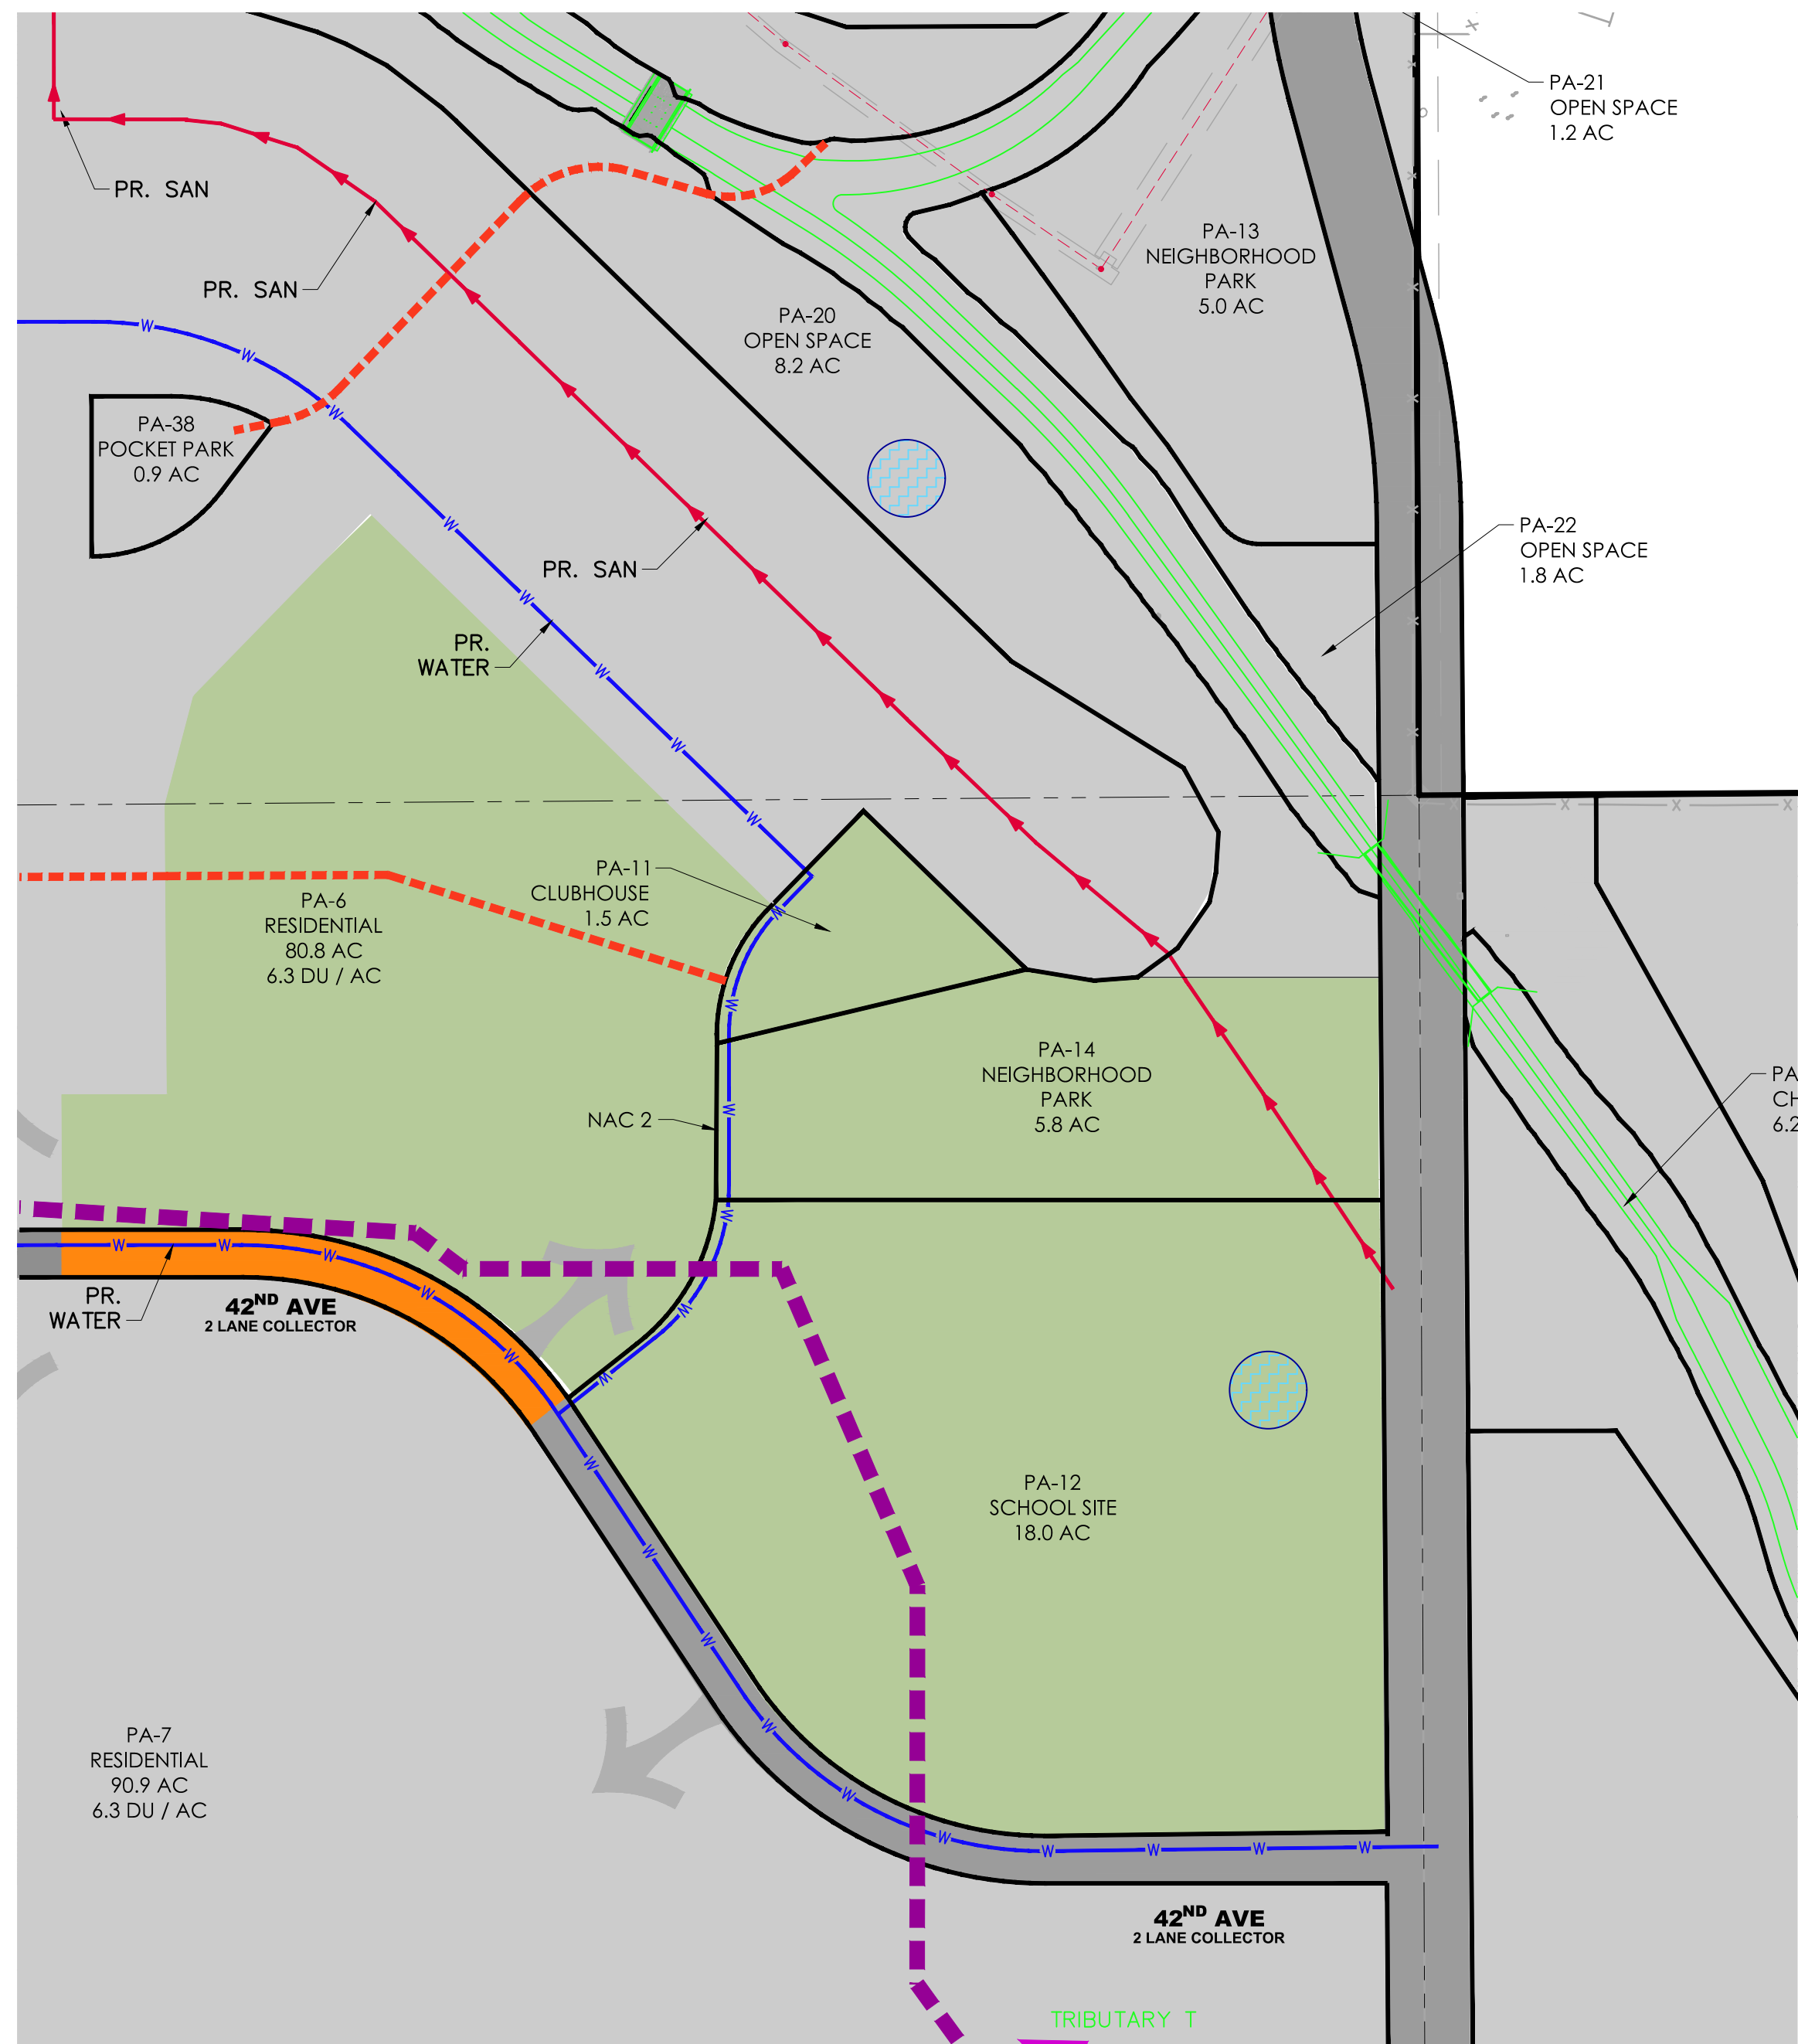 PA-21
OPEN SPACE
1.2 AC
PR. SAN
PR. SAN
PA-13
NEIGHBORHOOD
PARK
5.0 AC
PA-20
OPEN SPACE
8.2 AC
W
W
W
PA-38
POCKET PARK
0.9 AC
PA-22
OPEN SPACE
1.8 AC
W
PR. SAN
W
PR.
WATER
W
W
W
PA-11
CLUBHOUSE
1.5 AC
PA-6
RESIDENTIAL
80.8 AC
6.3 DU / AC
W
W
PA-14
NEIGHBORHOOD
PARK
5.8 AC
PA
CH
6.2
NAC 2
W
W
W
W
W
W
W
W
W
PR.
WATER
42ND AVE
2 LANE COLLECTOR
W
W
W
PA-12
SCHOOL SITE
18.0 AC
W
PA-7
RESIDENTIAL
90.9 AC
6.3 DU / AC
W
W
W
W
W
W
W
42ND AVE
2 LANE COLLECTOR
TRIBUTARY T